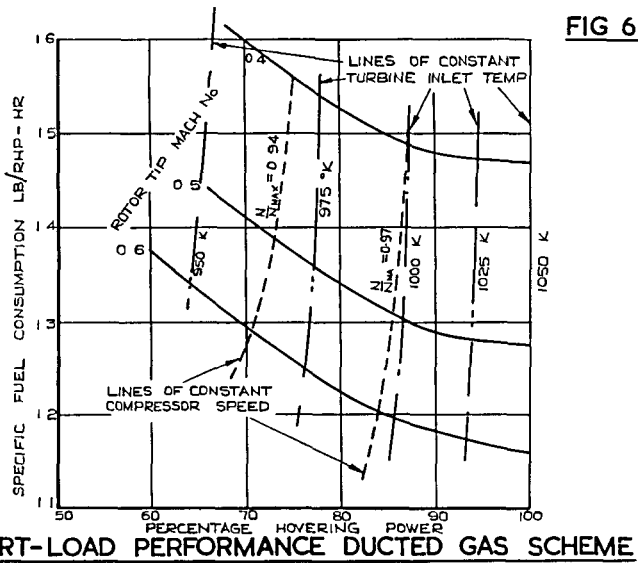 FIG 6
LINES OF CONSTANT
TURBINE INLET TEMP
ROTOR TIP MACH No
0 4
0 5
0 6
950 K
N/NMAX = 0 94
975 °K
N/NMA = 0 97
1000 K
1025 K
1050 K
LINES OF CONSTANT
COMPRESSOR SPEED
SPECIFIC FUEL CONSUMPTION LB/RHP-HR
1 6
1 5
1 4
1 3
1 2
1 1
50
60
70
80
90
100
PERCENTAGE HOVERING POWER
RT-LOAD PERFORMANCE DUCTED GAS SCHEME